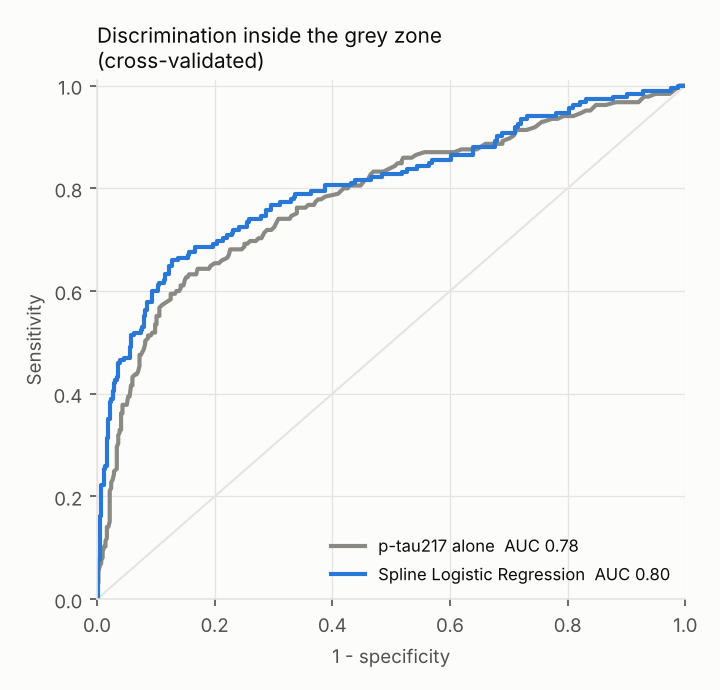 Discrimination inside the grey zone
(cross-validated)
1.0
0.8
0.6
0.4
0.2
0.0
Sensitivity
p-tau217 alone AUC 0.78
Spline Logistic Regression AUC 0.80
0.0 0.2 0.4 0.6 0.8 1.0
1 - specificity